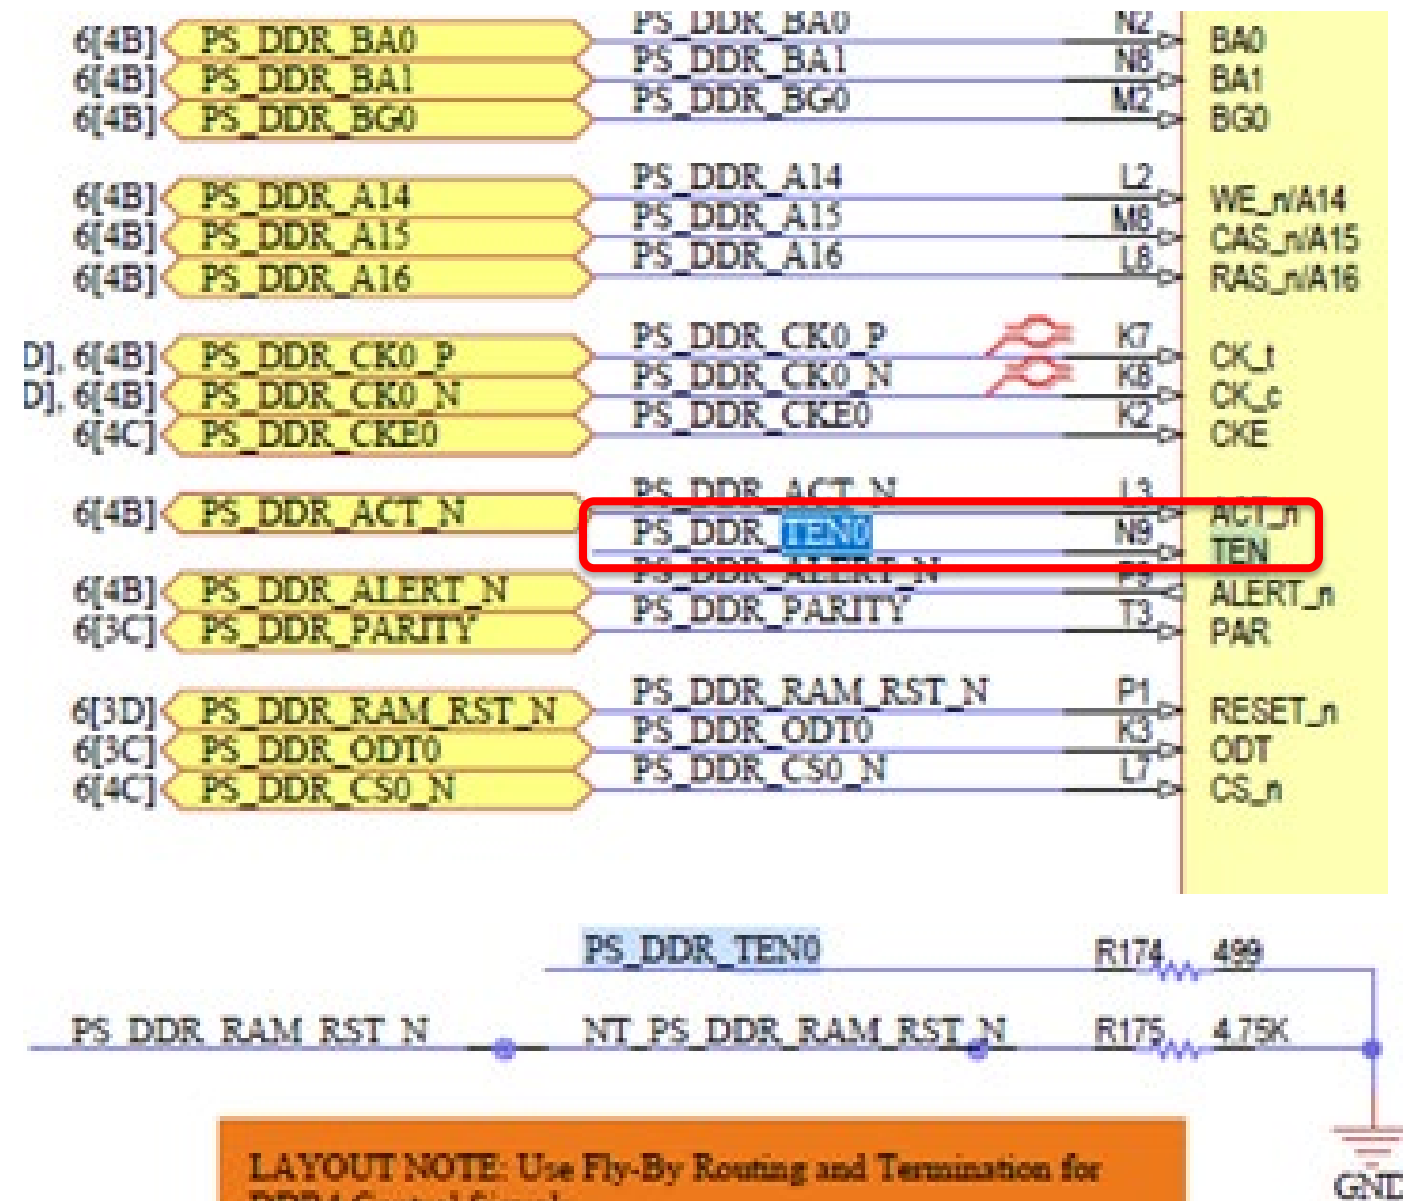 6[4B] PS_DDR_BA0 PS_DDR_BA0 N2 BA0
6[4B] PS_DDR_BA1 PS_DDR_BA1 N8 BA1
6[4B] PS_DDR_BG0 PS_DDR_BG0 M2 BG0
6[4B] PS_DDR_A14 PS_DDR_A14 L2 WE_n/A14
6[4B] PS_DDR_A15 PS_DDR_A15 M8 CAS_n/A15
6[4B] PS_DDR_A16 PS_DDR_A16 L8 RAS_n/A16
D], 6[4B] PS_DDR_CK0_P PS_DDR_CK0_P K7 CK_t
D], 6[4B] PS_DDR_CK0_N PS_DDR_CK0_N K8 CK_c
6[4C] PS_DDR_CKE0 PS_DDR_CKE0 K2 CKE
6[4B] PS_DDR_ACT_N PS_DDR_ACT_N L3 ACT_n
PS_DDR_TEN0 N9 TEN
6[4B] PS_DDR_ALERT_N PS_DDR_ALERT_N P9 ALERT_n
6[3C] PS_DDR_PARITY PS_DDR_PARITY T3 PAR
6[3D] PS_DDR_RAM_RST_N PS_DDR_RAM_RST_N P1 RESET_n
6[3C] PS_DDR_ODT0 PS_DDR_ODT0 K3 ODT
6[4C] PS_DDR_CS0_N PS_DDR_CS0_N L7 CS_n
PS_DDR_TEN0 R174 499
PS_DDR_RAM_RST_N NT_PS_DDR_RAM_RST_N R175 4.75K
GND
LAYOUT NOTE: Use Fly-By Routing and Termination for